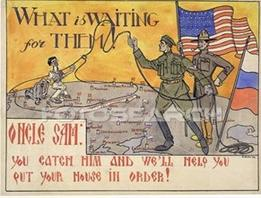 WHAT is WAITING
for THEM!
FOTOSEARCH
ONCLE SAM:
YOU CATCH HIM AND WE'LL HELP YOU
PUT YOUR HOUSE IN ORDER!